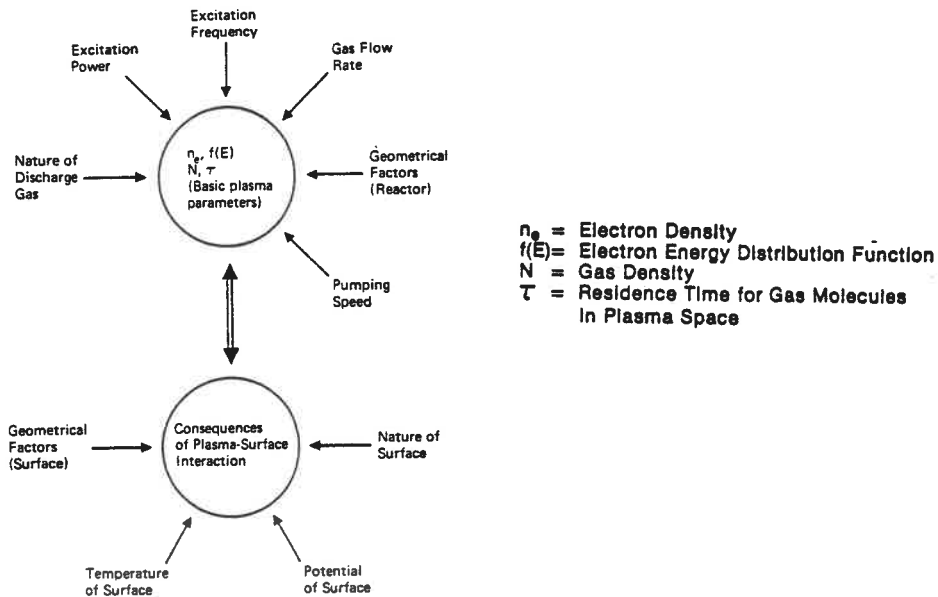 Excitation
Frequency
Excitation
Power
Gas Flow
Rate
Nature of
Discharge
Gas
nₑ, f(E)
N, τ
(Basic plasma
parameters)
Geometrical
Factors
(Reactor)
Pumping
Speed
nₑ = Electron Density
f(E)= Electron Energy Distribution Function
N = Gas Density
τ = Residence Time for Gas Molecules
in Plasma Space
Geometrical
Factors
(Surface)
Consequences
of Plasma-Surface
Interaction
Nature of
Surface
Temperature
of Surface
Potential
of Surface